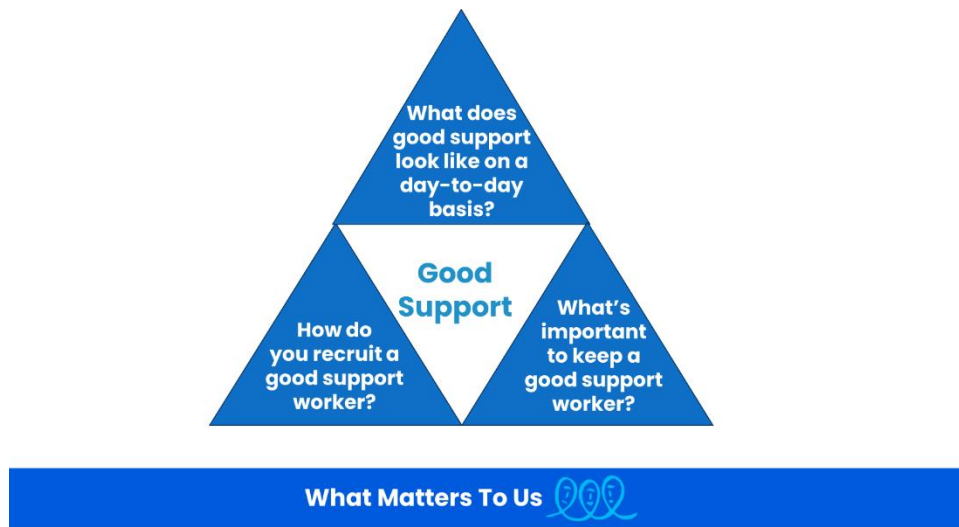 What does
good support
look like on a
day-to-day
basis?
Good
Support
How do
you recruit a
good support
worker?
What's
important
to keep a
good support
worker?
What Matters To Us